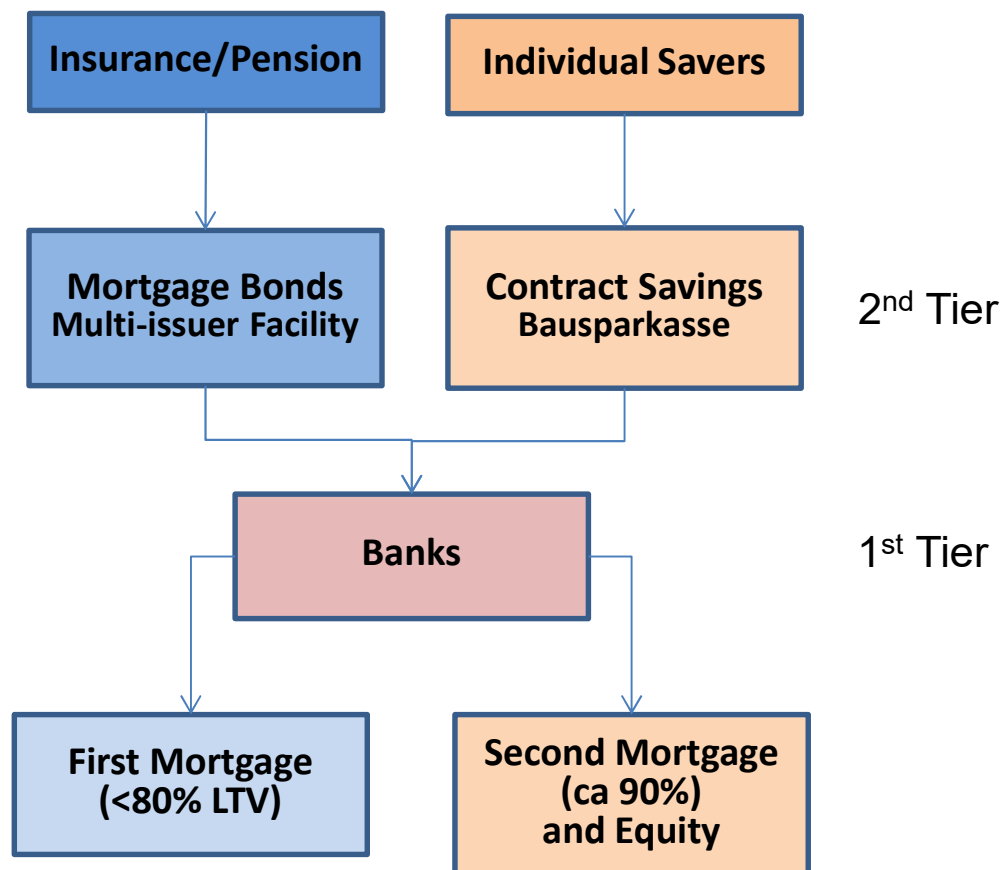 Insurance/Pension
Individual Savers
Mortgage Bonds
Multi-issuer Facility
Contract Savings
Bausparkasse
2nd Tier
Banks
1st Tier
First Mortgage
(<80% LTV)
Second Mortgage
(ca 90%)
and Equity